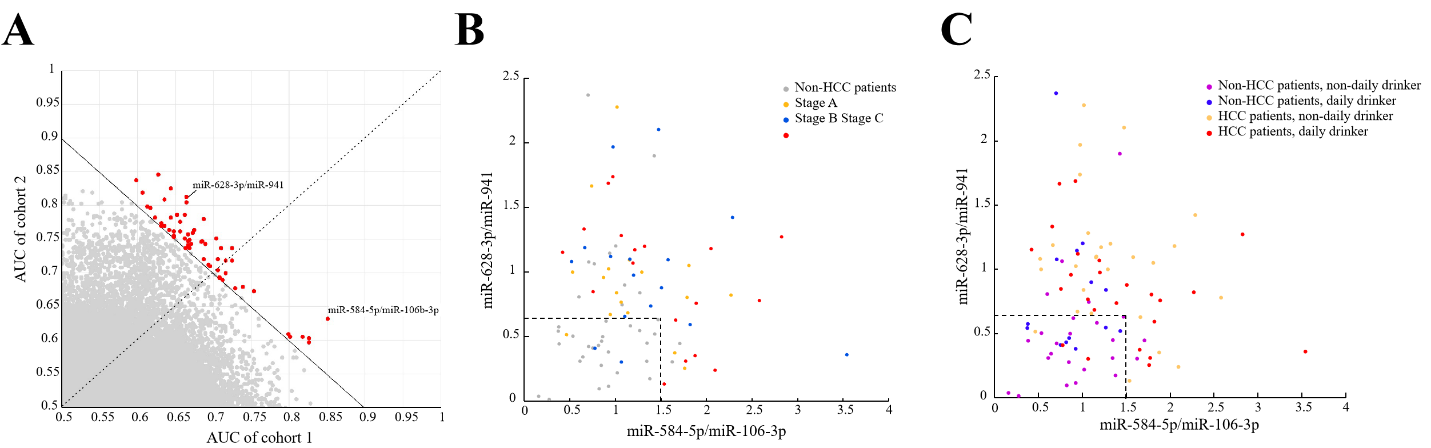 A
AUC of cohort 2
1
0.95
0.9
0.85
0.8
0.75
0.7
0.65
0.6
0.55
0.5
0.5
0.55
0.6
0.65
0.7
0.75
0.8
0.85
0.9
0.95
1
AUC of cohort 1
miR-628-3p/miR-941
miR-584-5p/miR-106b-3p
B
miR-628-3p/miR-941
2.5
2
1.5
1
0.5
0
0
0.5
1
1.5
2
2.5
3
3.5
4
miR-584-5p/miR-106-3p
Non-HCC patients
Stage A
Stage B Stage C
C
miR-628-3p/miR-941
2.5
2
1.5
1
0.5
0
0
0.5
1
1.5
2
2.5
3
3.5
4
miR-584-5p/miR-106-3p
Non-HCC patients, non-daily drinker
Non-HCC patients, daily drinker
HCC patients, non-daily drinker
HCC patients, daily drinker